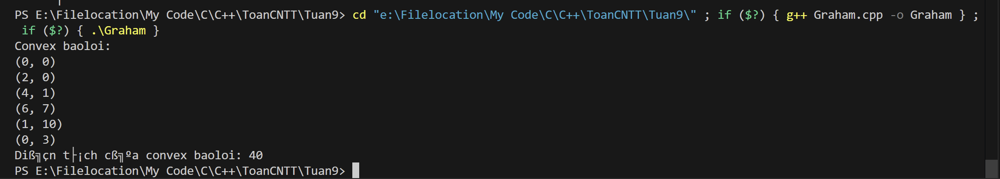 PS E:\Filelocation\My Code\C\C++\ToanCNTT\Tuan9> cd "e:\Filelocation\My Code\C\C++\ToanCNTT\Tuan9\" ; if ($?) { g++ Graham.cpp -o Graham } ;
 if ($?) { .\Graham }
Convex baoloi:
(0, 0)
(2, 0)
(4, 1)
(6, 7)
(1, 10)
(0, 3)
Diß╗çn t├¡ch cß╗ºa convex baoloi: 40
PS E:\Filelocation\My Code\C\C++\ToanCNTT\Tuan9>